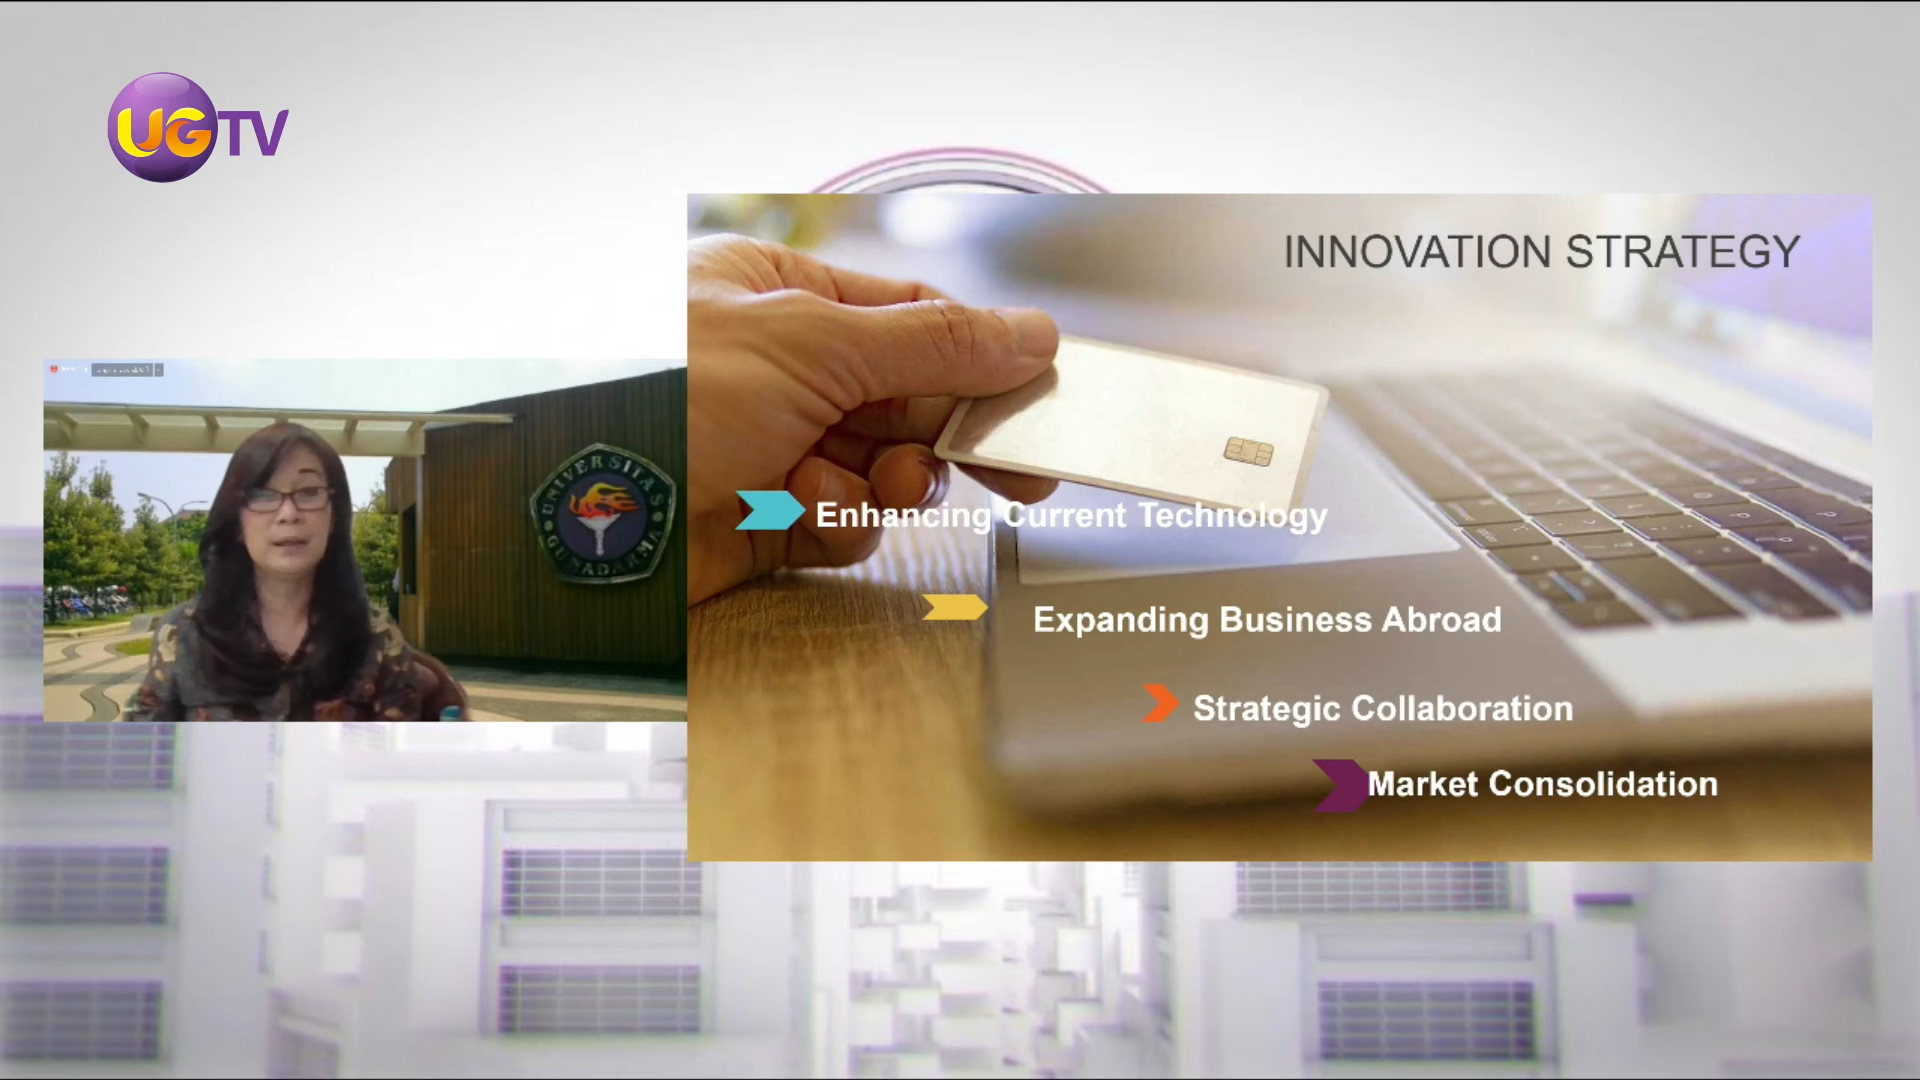 UGTV
INNOVATION STRATEGY
UNIVERSITAS
GUNADARMA
Enhancing Current Technology
Expanding Business Abroad
Strategic Collaboration
Market Consolidation